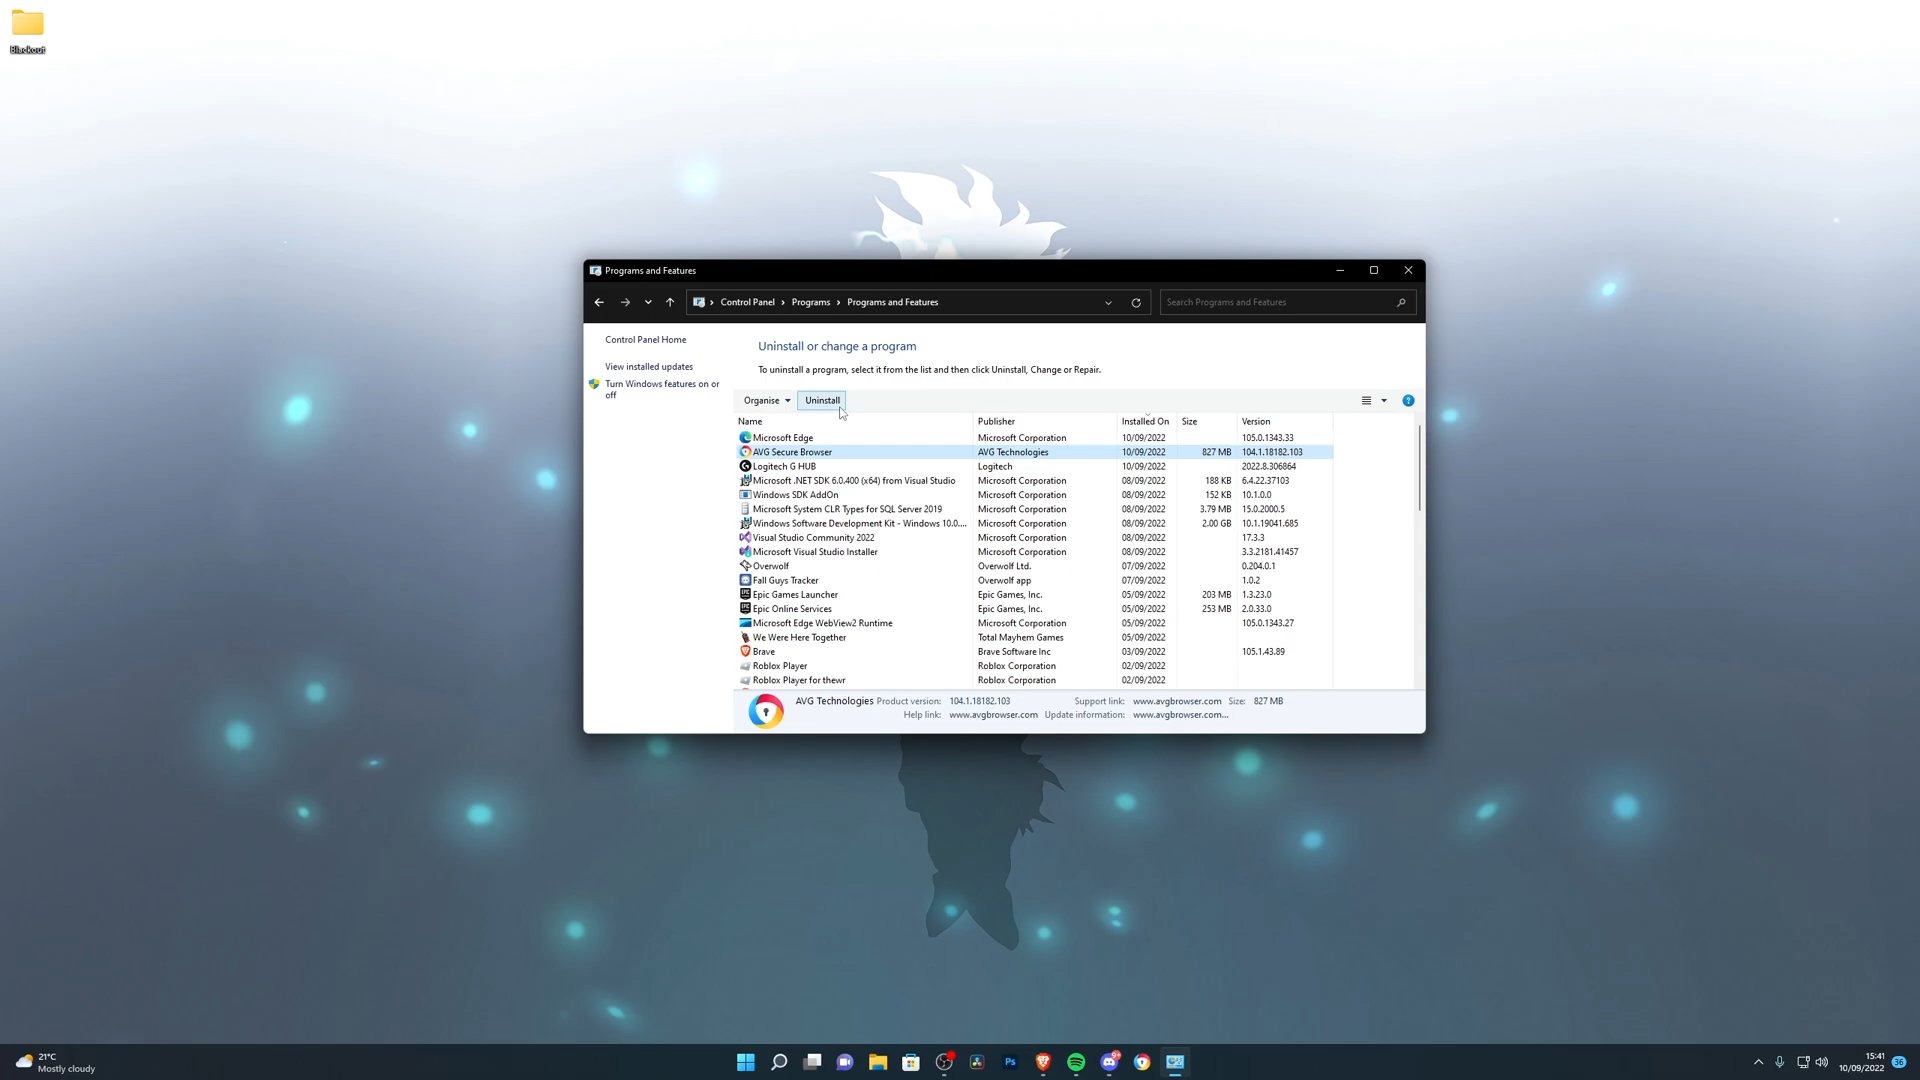 Blackout
Programs and Features
Control Panel > Programs > Programs and Features
Search Programs and Features
Control Panel Home
View installed updates
Turn Windows features on or
off
Uninstall or change a program
To uninstall a program, select it from the list and then click Uninstall, Change or Repair.
Organise Uninstall
Name Publisher Installed On Size Version
Microsoft Edge Microsoft Corporation 10/09/2022 105.0.1343.33
AVG Secure Browser AVG Technologies 10/09/2022 827 MB 104.1.18182.103
Logitech G HUB Logitech 10/09/2022 2022.8.306864
Microsoft .NET SDK 6.0.400 (x64) from Visual Studio Microsoft Corporation 08/09/2022 188 KB 6.4.22.37103
Windows SDK AddOn Microsoft Corporation 08/09/2022 152 KB 10.1.0.0
Microsoft System CLR Types for SQL Server 2019 Microsoft Corporation 08/09/2022 3.79 MB 15.0.2000.5
Windows Software Development Kit - Windows 10.0.... Microsoft Corporation 08/09/2022 2.00 GB 10.1.19041.685
Visual Studio Community 2022 Microsoft Corporation 08/09/2022 17.3.3
Microsoft Visual Studio Installer Microsoft Corporation 08/09/2022 3.3.2181.41457
Overwolf Overwolf Ltd. 07/09/2022 0.204.0.1
Fall Guys Tracker Overwolf app 07/09/2022 1.0.2
Epic Games Launcher Epic Games, Inc. 05/09/2022 203 MB 1.3.23.0
Epic Online Services Epic Games, Inc. 05/09/2022 253 MB 2.0.33.0
Microsoft Edge WebView2 Runtime Microsoft Corporation 05/09/2022 105.0.1343.27
We Were Here Together Total Mayhem Games 05/09/2022
Brave Brave Software Inc 03/09/2022 105.1.43.89
Roblox Player Roblox Corporation 02/09/2022
Roblox Player for thewr Roblox Corporation 02/09/2022
AVG Technologies Product version: 104.1.18182.103 Support link: www.avgbrowser.com Size: 827 MB
Help link: www.avgbrowser.com Update information: www.avgbrowser.com...
21°C
Mostly cloudy
Ps
15:41
10/09/2022
36